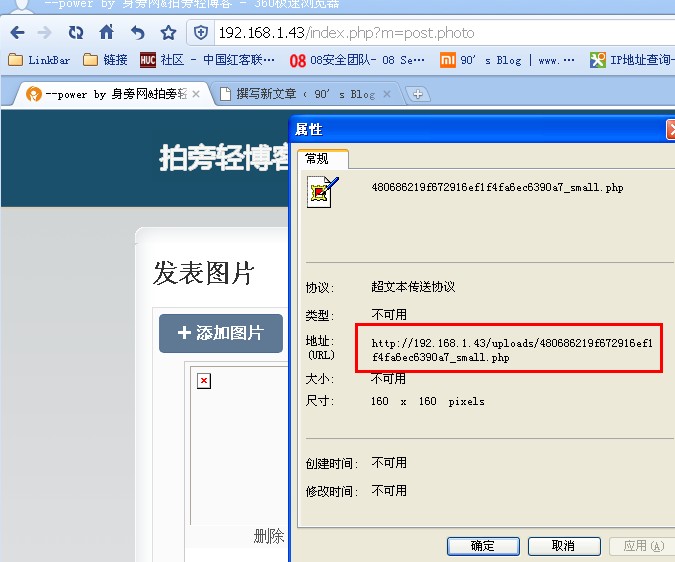 --power by 身旁网&拍旁轻博客 - 360极速浏览器
192.168.1.43/index.php?m=post.photo
LinkBar
链接
HUC 社区 - 中国红客联···
08 08安全团队- 08 Se···
90's Blog | www.···
IP地址查询-
--power by 身旁网&拍旁轻
撰写新文章 ‹ 90's Blog
拍旁轻博客
发表图片
添加图片
删除
属性
常规
480686219f672916ef1f4fa6ec6390a7_small.php
协议: 超文本传送协议
类型: 不可用
地址: http://192.168.1.43/uploads/480686219f672916ef1
(URL) f4fa6ec6390a7_small.php
大小: 不可用
尺寸: 160 x 160 pixels
创建时间: 不可用
修改时间: 不可用
确定 取消 应用(A)